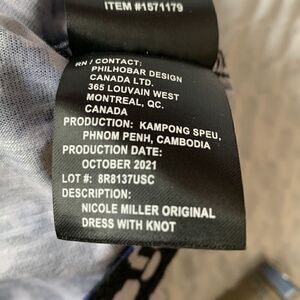 ITEM #1571179
RN / CONTACT:
PHILHOBAR DESIGN
CANADA LTD.
365 LOUVAIN WEST
MONTREAL, QC.
CANADA
PRODUCTION: KAMPONG SPEU,
PHNOM PENH, CAMBODIA
PRODUCTION DATE:
OCTOBER 2021
LOT #: 8R8137USC
DESCRIPTION:
NICOLE MILLER ORIGINAL
DRESS WITH KNOT